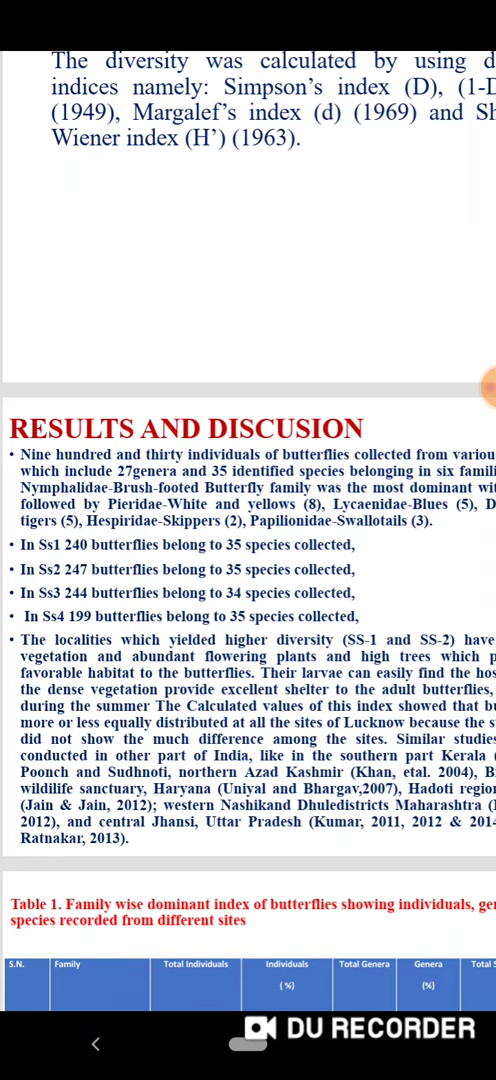 The diversity was calculated by using
indices namely: Simpson's index (D),
(1949), Margalef's index (d) (1969) and
Wiener index (H') (1963).
RESULTS AND DISCUSION
• Nine hundred and thirty individuals of butterflies collected from
which include 27genera and 35 identified species belonging in six
Nymphalidae-Brush-footed Butterfly family was the most dominant
followed by Pieridae-White and yellows (8), Lycaenidae-Blues (5),
tigers (5), Hespiridae-Skippers (2), Papilionidae-Swallotails (3).
• In Ss1 240 butterflies belong to 35 species collected,
• In Ss2 247 butterflies belong to 35 species collected,
• In Ss3 244 butterflies belong to 34 species collected,
• In Ss4 199 butterflies belong to 35 species collected,
• The localities which yielded higher diversity (SS-1 and SS-2) have
vegetation and abundant flowering plants and high trees which
favorable habitat to the butterflies. Their larvae can easily find the
the dense vegetation provide excellent shelter to the adult butterflies,
during the summer The Calculated values of this index showed that
more or less equally distributed at all the sites of Lucknow because the
did not show the much difference among the sites. Similar
conducted in other part of India, like in the southern part Kerala
Poonch and Sudhnoti, northern Azad Kashmir (Khan, etal. 2004),
wildilife sanctuary, Haryana (Uniyal and Bhargav,2007), Hadoti
(Jain & Jain, 2012); western Nashikand Dhuledistricts Maharashtra
2012), and central Jhansi, Uttar Pradesh (Kumar, 2011, 2012 &
Ratnakar, 2013).
Table 1. Family wise dominant index of butterflies showing individuals,
species recorded from different sites
S.N. Family Total Individuals Individuals Total Genera Genera Total
( %) (%)
DU RECORDER